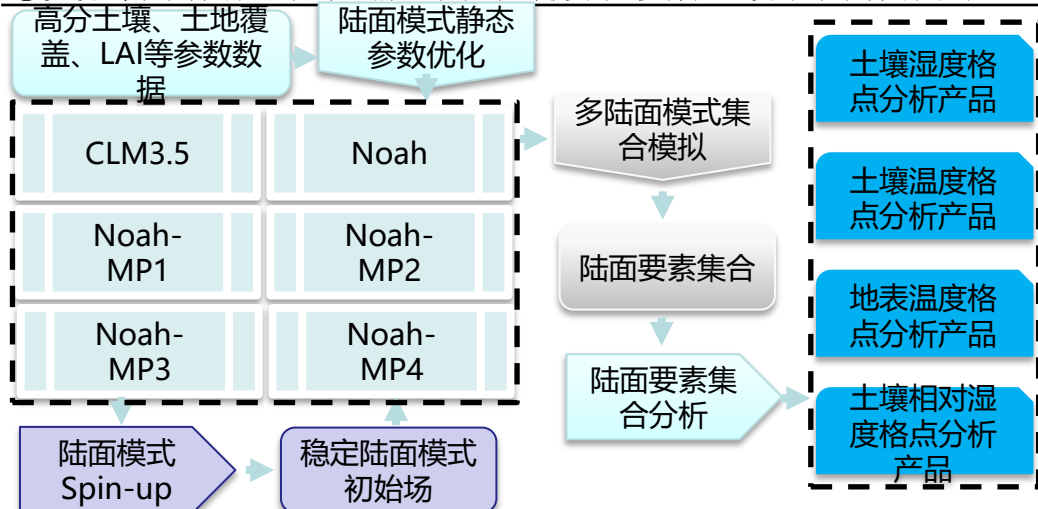 高分土壤、土地覆
盖、LAI等参数数
据
陆面模式静态
参数优化
CLM3.5
Noah
Noah-
MP1
Noah-
MP2
Noah-
MP3
Noah-
MP4
陆面模式
Spin-up
稳定陆面模式
初始场
多陆面模式集
合模拟
陆面要素集合
陆面要素集
合分析
土壤湿度格
点分析产品
土壤温度格
点分析产品
地表温度格
点分析产品
土壤相对湿
度格点分析
产品